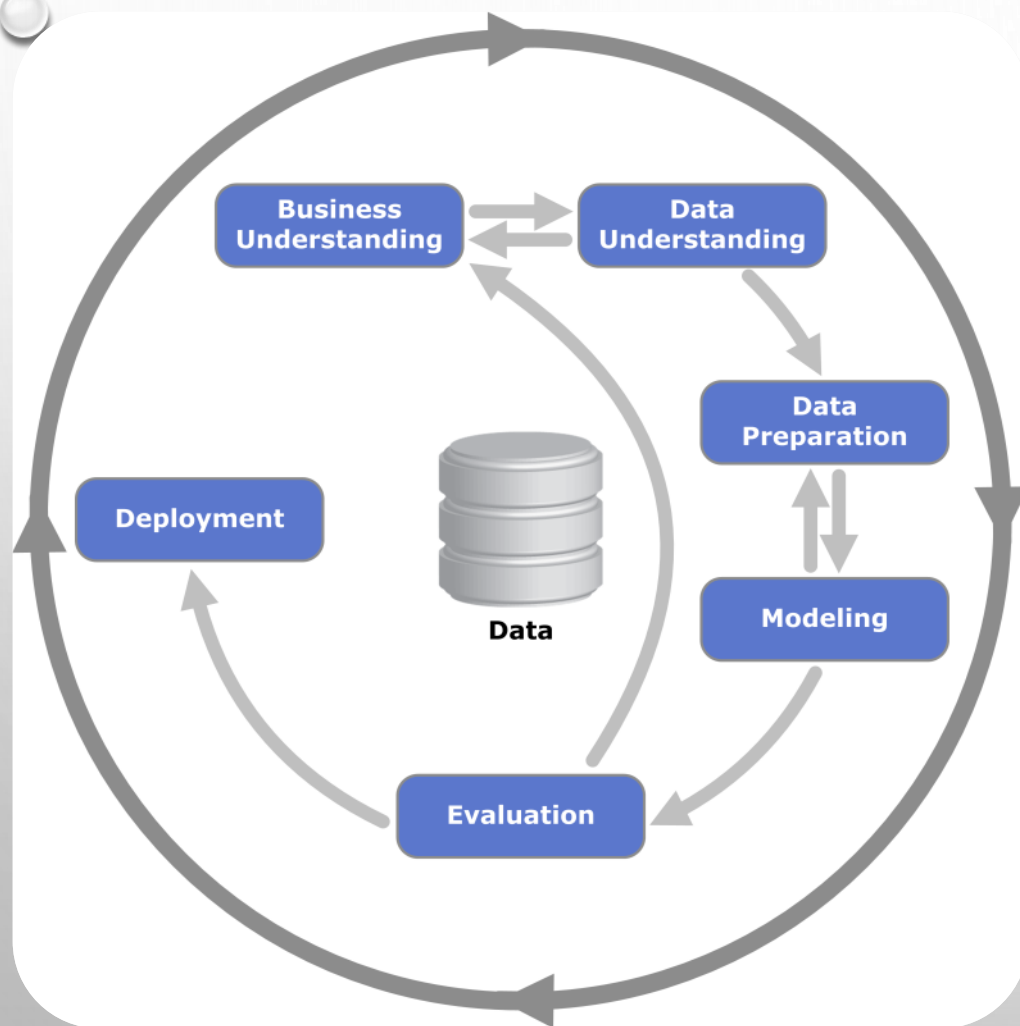 Business
Understanding
Data
Understanding
Data
Preparation
Deployment
Modeling
Data
Evaluation